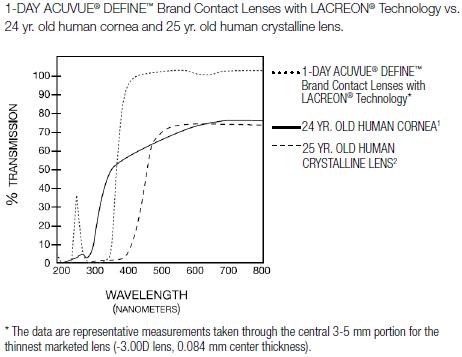 1-DAY ACUVUE® DEFINE™ Brand Contact Lenses with LACREON® Technology vs.
24 yr. old human cornea and 25 yr. old human crystalline lens.
% TRANSMISSION
100
90
80
70
60
50
40
30
20
10
0
200 300 400 500 600 700 800
WAVELENGTH
(NANOMETERS)
1-DAY ACUVUE® DEFINE™
Brand Contact Lenses with
LACREON® Technology*
24 YR. OLD HUMAN CORNEA¹
25 YR. OLD HUMAN
CRYSTALLINE LENS²
* The data are representative measurements taken through the central 3-5 mm portion for the
thinnest marketed lens (-3.00D lens, 0.084 mm center thickness).